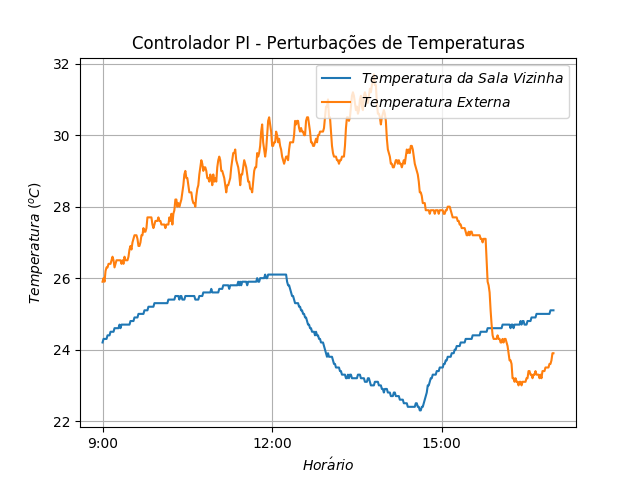 Controlador PI - Perturbações de Temperaturas
Temperatura da Sala Vizinha
Temperatura Externa
Temperatura (ºC)
32
30
28
26
24
22
9:00
12:00
15:00
Horário